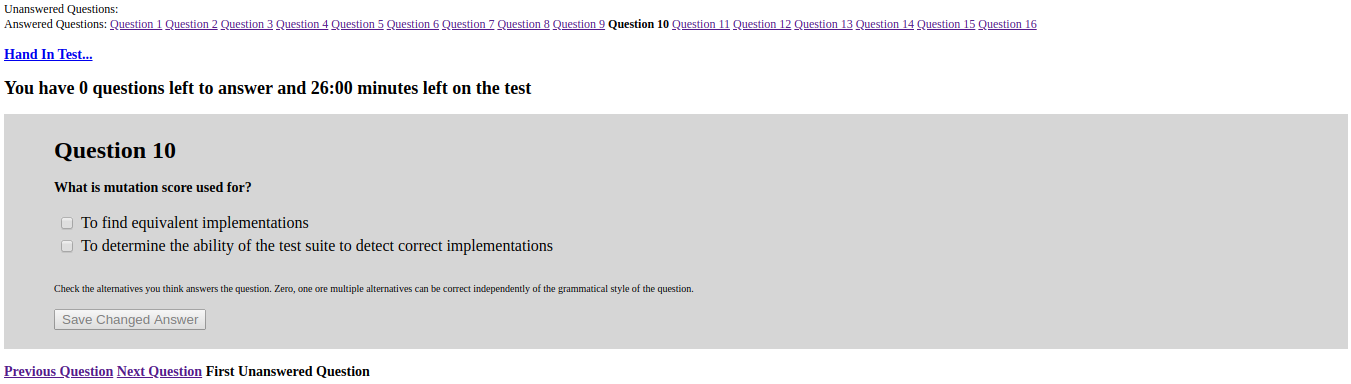 Unanswered Questions:
Answered Questions: Question 1 Question 2 Question 3 Question 4 Question 5 Question 6 Question 7 Question 8 Question 9 Question 10 Question 11 Question 12 Question 13 Question 14 Question 15 Question 16
Hand In Test...
You have 0 questions left to answer and 26:00 minutes left on the test
Question 10
What is mutation score used for?
To find equivalent implementations
To determine the ability of the test suite to detect correct implementations
Check the alternatives you think answers the question. Zero, one ore multiple alternatives can be correct independently of the grammatical style of the question.
Save Changed Answer
Previous Question Next Question First Unanswered Question